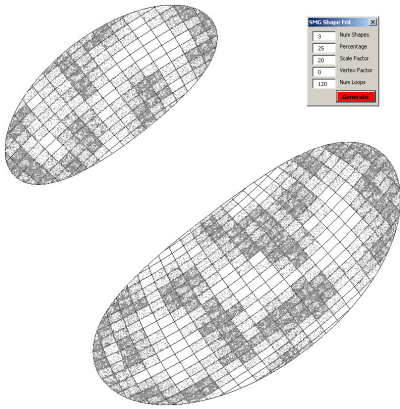 SMG Shape Frit
3 Num Shapes
25 Percentage
20 Scale Factor
0 Vertex Factor
120 Num Loops
Generate